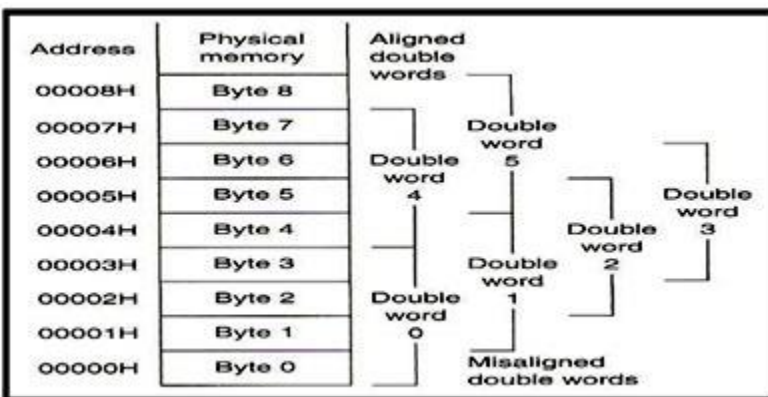 Address
Physical
memory
Aligned
double
words
00008H
Byte 8
00007H
Byte 7
00006H
Byte 6
00005H
Byte 5
00004H
Byte 4
00003H
Byte 3
00002H
Byte 2
00001H
Byte 1
00000H
Byte 0
Double
word
4
Double
word
0
Double
word
5
Double
word
1
Double
word
2
Double
word
3
Misaligned
double words